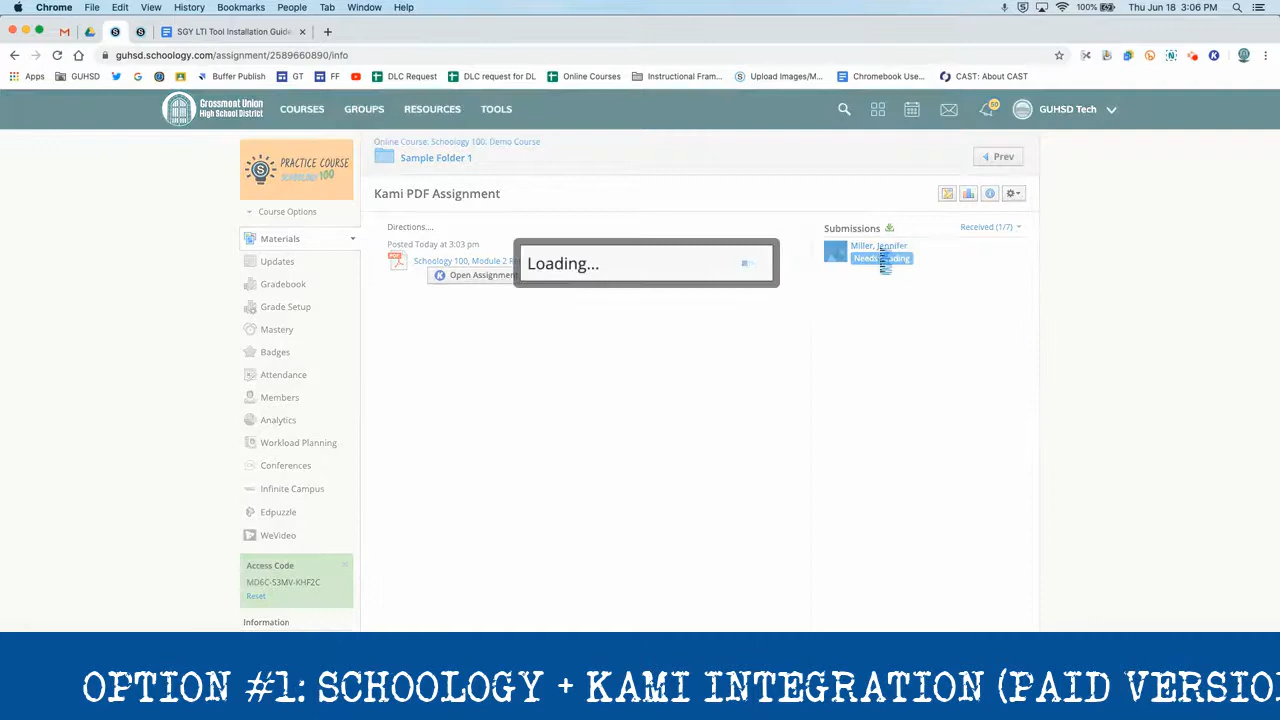 Chrome File Edit View History Bookmarks People Tab Window Help 100% Thu Jun 18 3:06 PM
SGY LTI Tool Installation Guide
guhsd.schoology.com/assignment/2589660890/info
Apps GUHSD Buffer Publish GT FF DLC Request DLC request for DL Online Courses Instructional Fram... Upload Images/M... Chromebook Use... CAST: About CAST
Grossmont Union
High School District
COURSES GROUPS RESOURCES TOOLS GUHSD Tech
PRACTICE COURSE
SCHOOLOGY 100
Course Options
Materials
Updates
Gradebook
Grade Setup
Mastery
Badges
Attendance
Members
Analytics
Workload Planning
Conferences
Infinite Campus
Edpuzzle
WeVideo
Access Code
MD6C-S3MV-KHF2C
Reset
Information
Online Course: Schoology 100, Demo Course
Sample Folder 1
Prev
Kami PDF Assignment
Directions....
Posted Today at 3:03 pm
Schoology 100, Module 2
Open Assignment
Loading...
Submissions Received (1/7)
Miller, Jennifer
OPTION #1: SCHOOLOGY + KAMI INTEGRATION (PAID VERSIO